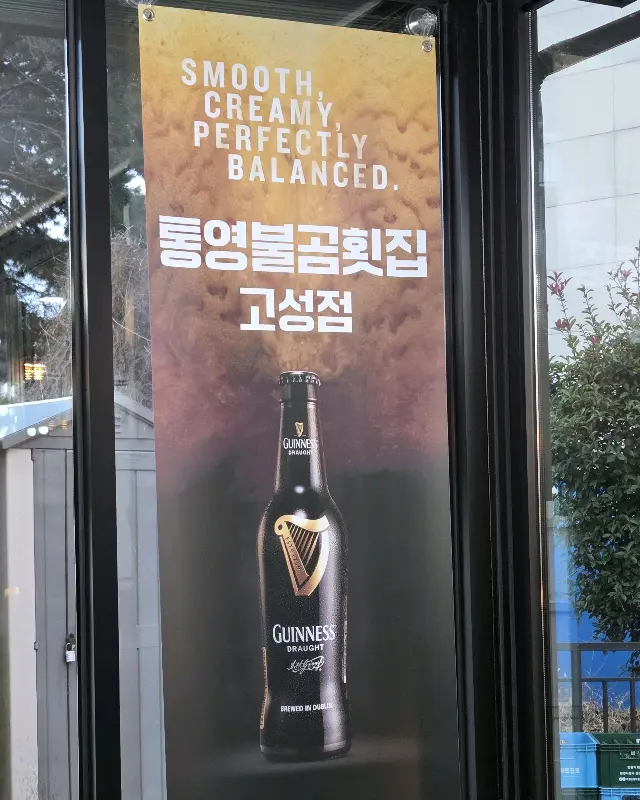 SMOOTH,
CREAMY,
PERFECTLY
BALANCED.
통영불곰횟집
고성점
GUINNESS
DRAUGHT
GUINNESS
DRAUGHT
BREWED IN DUBLIN